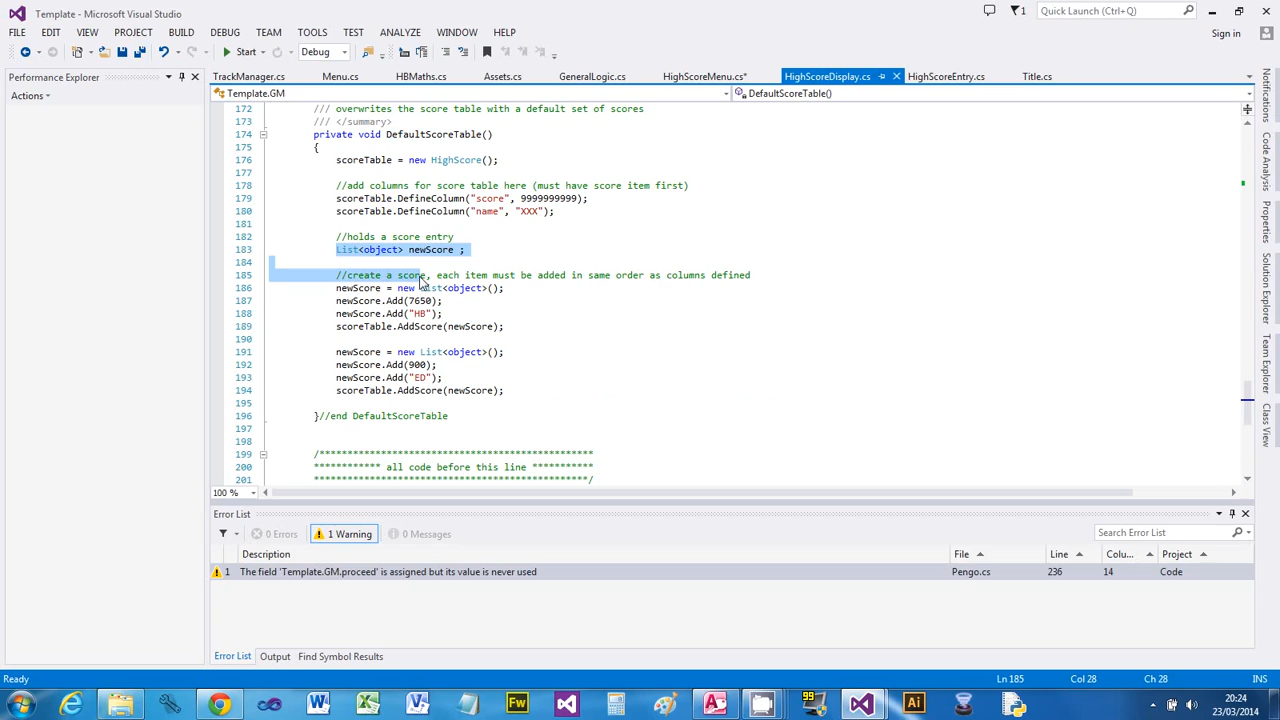 Template - Microsoft Visual Studio
1
Quick Launch (Ctrl+Q)
FILE EDIT VIEW PROJECT BUILD DEBUG TEAM TOOLS TEST ANALYZE WINDOW HELP
Sign in
Start Debug
Performance Explorer
TrackManager.cs Menu.cs HBMaths.cs Assets.cs GeneralLogic.cs HighScoreMenu.cs* HighScoreDisplay.cs HighScoreEntry.cs Title.cs
Actions
Template.GM DefaultScoreTable()
172 /// overwrites the score table with a default set of scores
173 /// </summary>
174 private void DefaultScoreTable()
175 {
176 scoreTable = new HighScore();
177
178 //add columns for score table here (must have score item first)
179 scoreTable.DefineColumn("score", 9999999999);
180 scoreTable.DefineColumn("name", "XXX");
181
182 //holds a score entry
183 List<object> newScore ;
184
185 //create a score, each item must be added in same order as columns defined
186 newScore = new List<object>();
187 newScore.Add(7650);
188 newScore.Add("HB");
189 scoreTable.AddScore(newScore);
190
191 newScore = new List<object>();
192 newScore.Add(900);
193 newScore.Add("ED");
194 scoreTable.AddScore(newScore);
195
196 }//end DefaultScoreTable
197
198
199 /*************************************************
200 *********** all code before this line ***********
201 *************************************************/
100 %
Notifications
Code Analysis
Properties
Solution Explorer
Team Explorer
Class View
Error List
0 Errors 1 Warning 0 Messages
Search Error List
Description File Line Colu... Project
1 The field 'Template.GM.proceed' is assigned but its value is never used Pengo.cs 236 14 Code
Error List Output Find Symbol Results
Ready Ln 185 Col 28 Ch 28 INS
20:24
23/03/2014